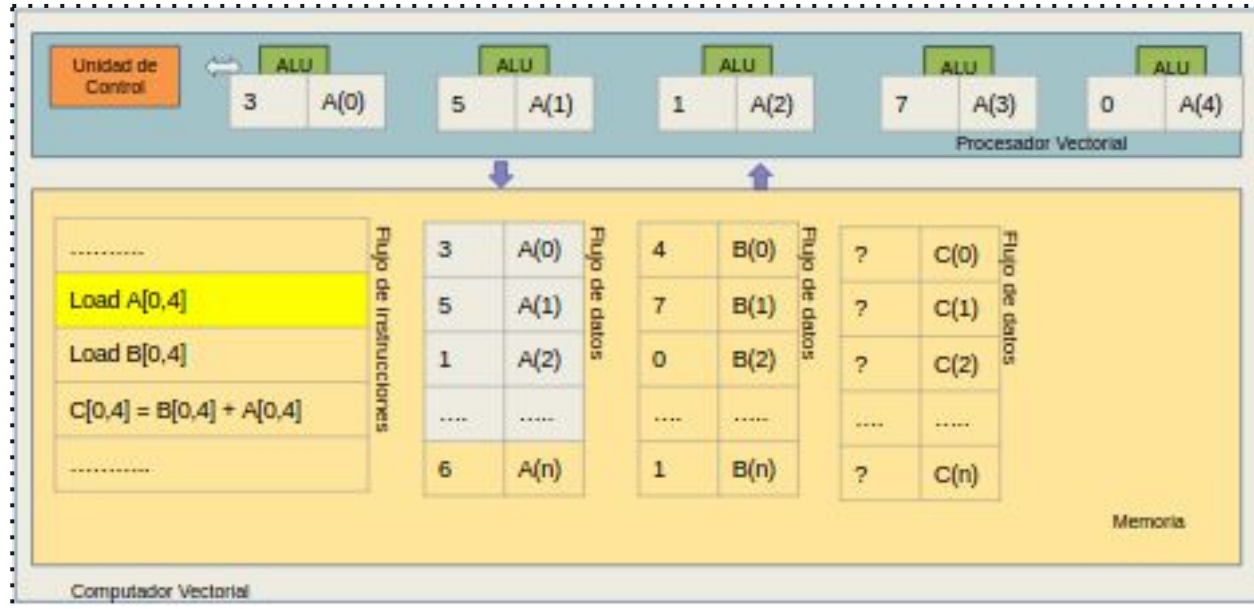 Unidad de
Control
ALU
3 A(0)
ALU
5 A(1)
ALU
1 A(2)
ALU
7 A(3)
ALU
0 A(4)
Procesador Vectorial
..........
Load A[0,4]
Load B[0,4]
C[0,4] = B[0,4] + A[0,4]
...........
Flujo de Instrucciones
3 A(0)
5 A(1)
1 A(2)
.... .....
6 A(n)
Flujo de datos
4 B(0)
7 B(1)
0 B(2)
.... .....
1 B(n)
Flujo de datos
? C(0)
? C(1)
? C(2)
.... .....
? C(n)
Flujo de datos
Memoria
Computador Vectorial